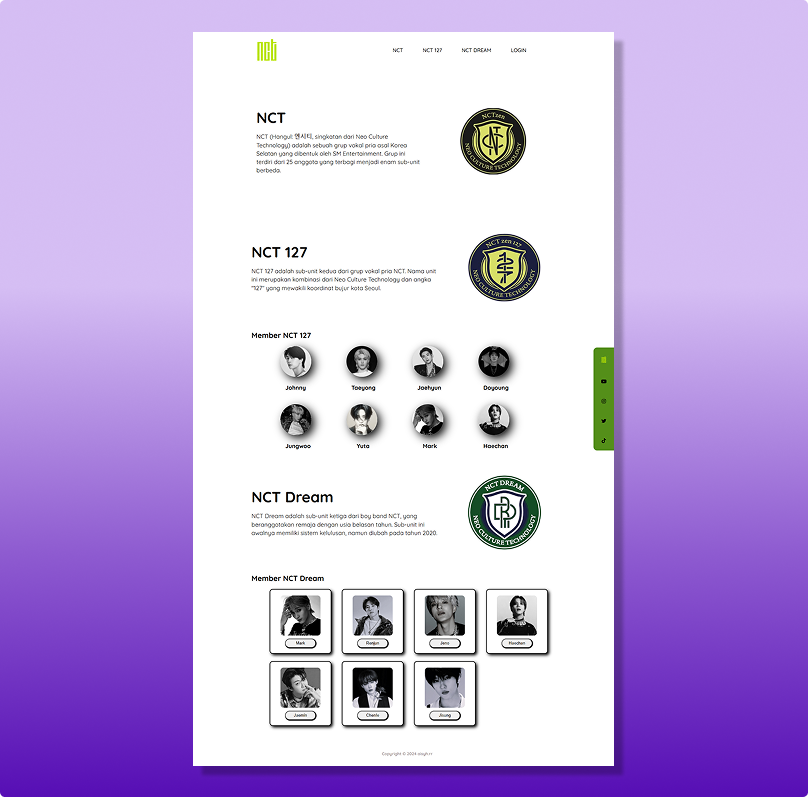 nct
NCT
NCT 127
NCT DREAM
LOGIN
NCT
NCT (Hangul: 엔시티, singkatan dari Neo Culture
Technology) adalah sebuah grup vokal pria asal Korea
Selatan yang dibentuk oleh SM Entertainment. Grup ini
terdiri dari 25 anggota yang terbagi menjadi enam sub-unit
berbeda.
NCTzen
NEO CULTURE TECHNOLOGY
NCT 127
NCT 127 adalah sub-unit kedua dari grup vokal pria NCT. Nama unit
ini merupakan kombinasi dari Neo Culture Technology dan angka
"127" yang mewakili koordinat bujur kota Seoul.
NCT zen 127
NEO CULTURE TECHNOLOGY
Member NCT 127
Johnny
Taeyong
Jaehyun
Doyoung
Jungwoo
Yuta
Mark
Haechan
NCT Dream
NCT Dream adalah sub-unit ketiga dari boy band NCT, yang
beranggotakan remaja dengan usia belasan tahun. Sub-unit ini
awalnya memiliki sistem kelulusan, namun diubah pada tahun 2020.
NCT DREAM
NEO CULTURE TECHNOLOGY
Member NCT Dream
Mark
Renjun
Jeno
Haechan
Jaemin
Chenle
Jisung
Copyright © 2024